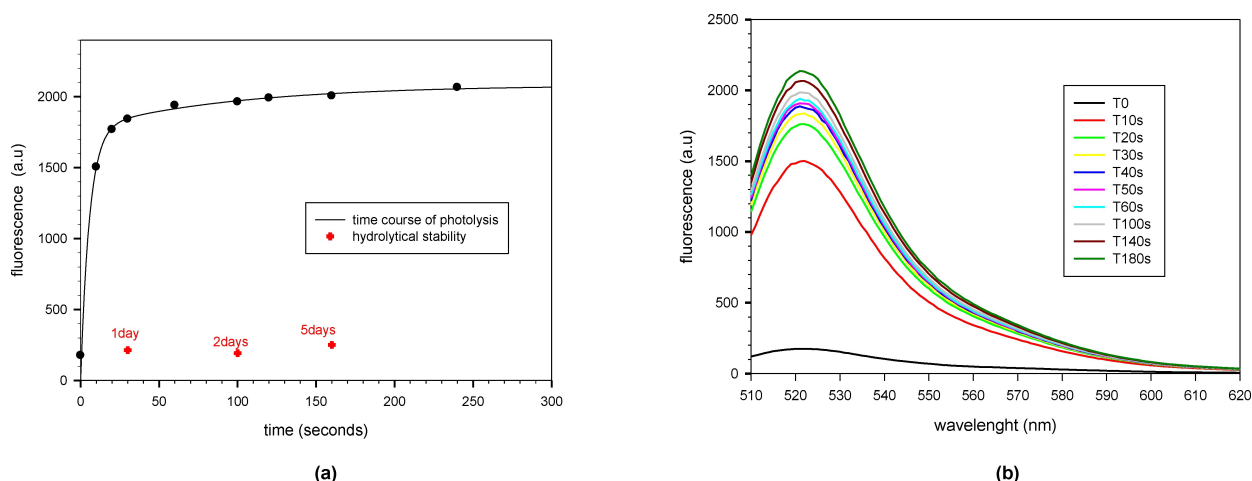 fluorescence (a.u)
2000
1500
1000
500
0
0
50
100
150
200
250
300
time (seconds)
time course of photolysis
hydrolytical stability
1day
2days
5days
(a)
fluorescence (a.u)
2500
2000
1500
1000
500
0
510
520
530
540
550
560
570
580
590
600
610
620
wavelenght (nm)
T0
T10s
T20s
T30s
T40s
T50s
T60s
T100s
T140s
T180s
(b)